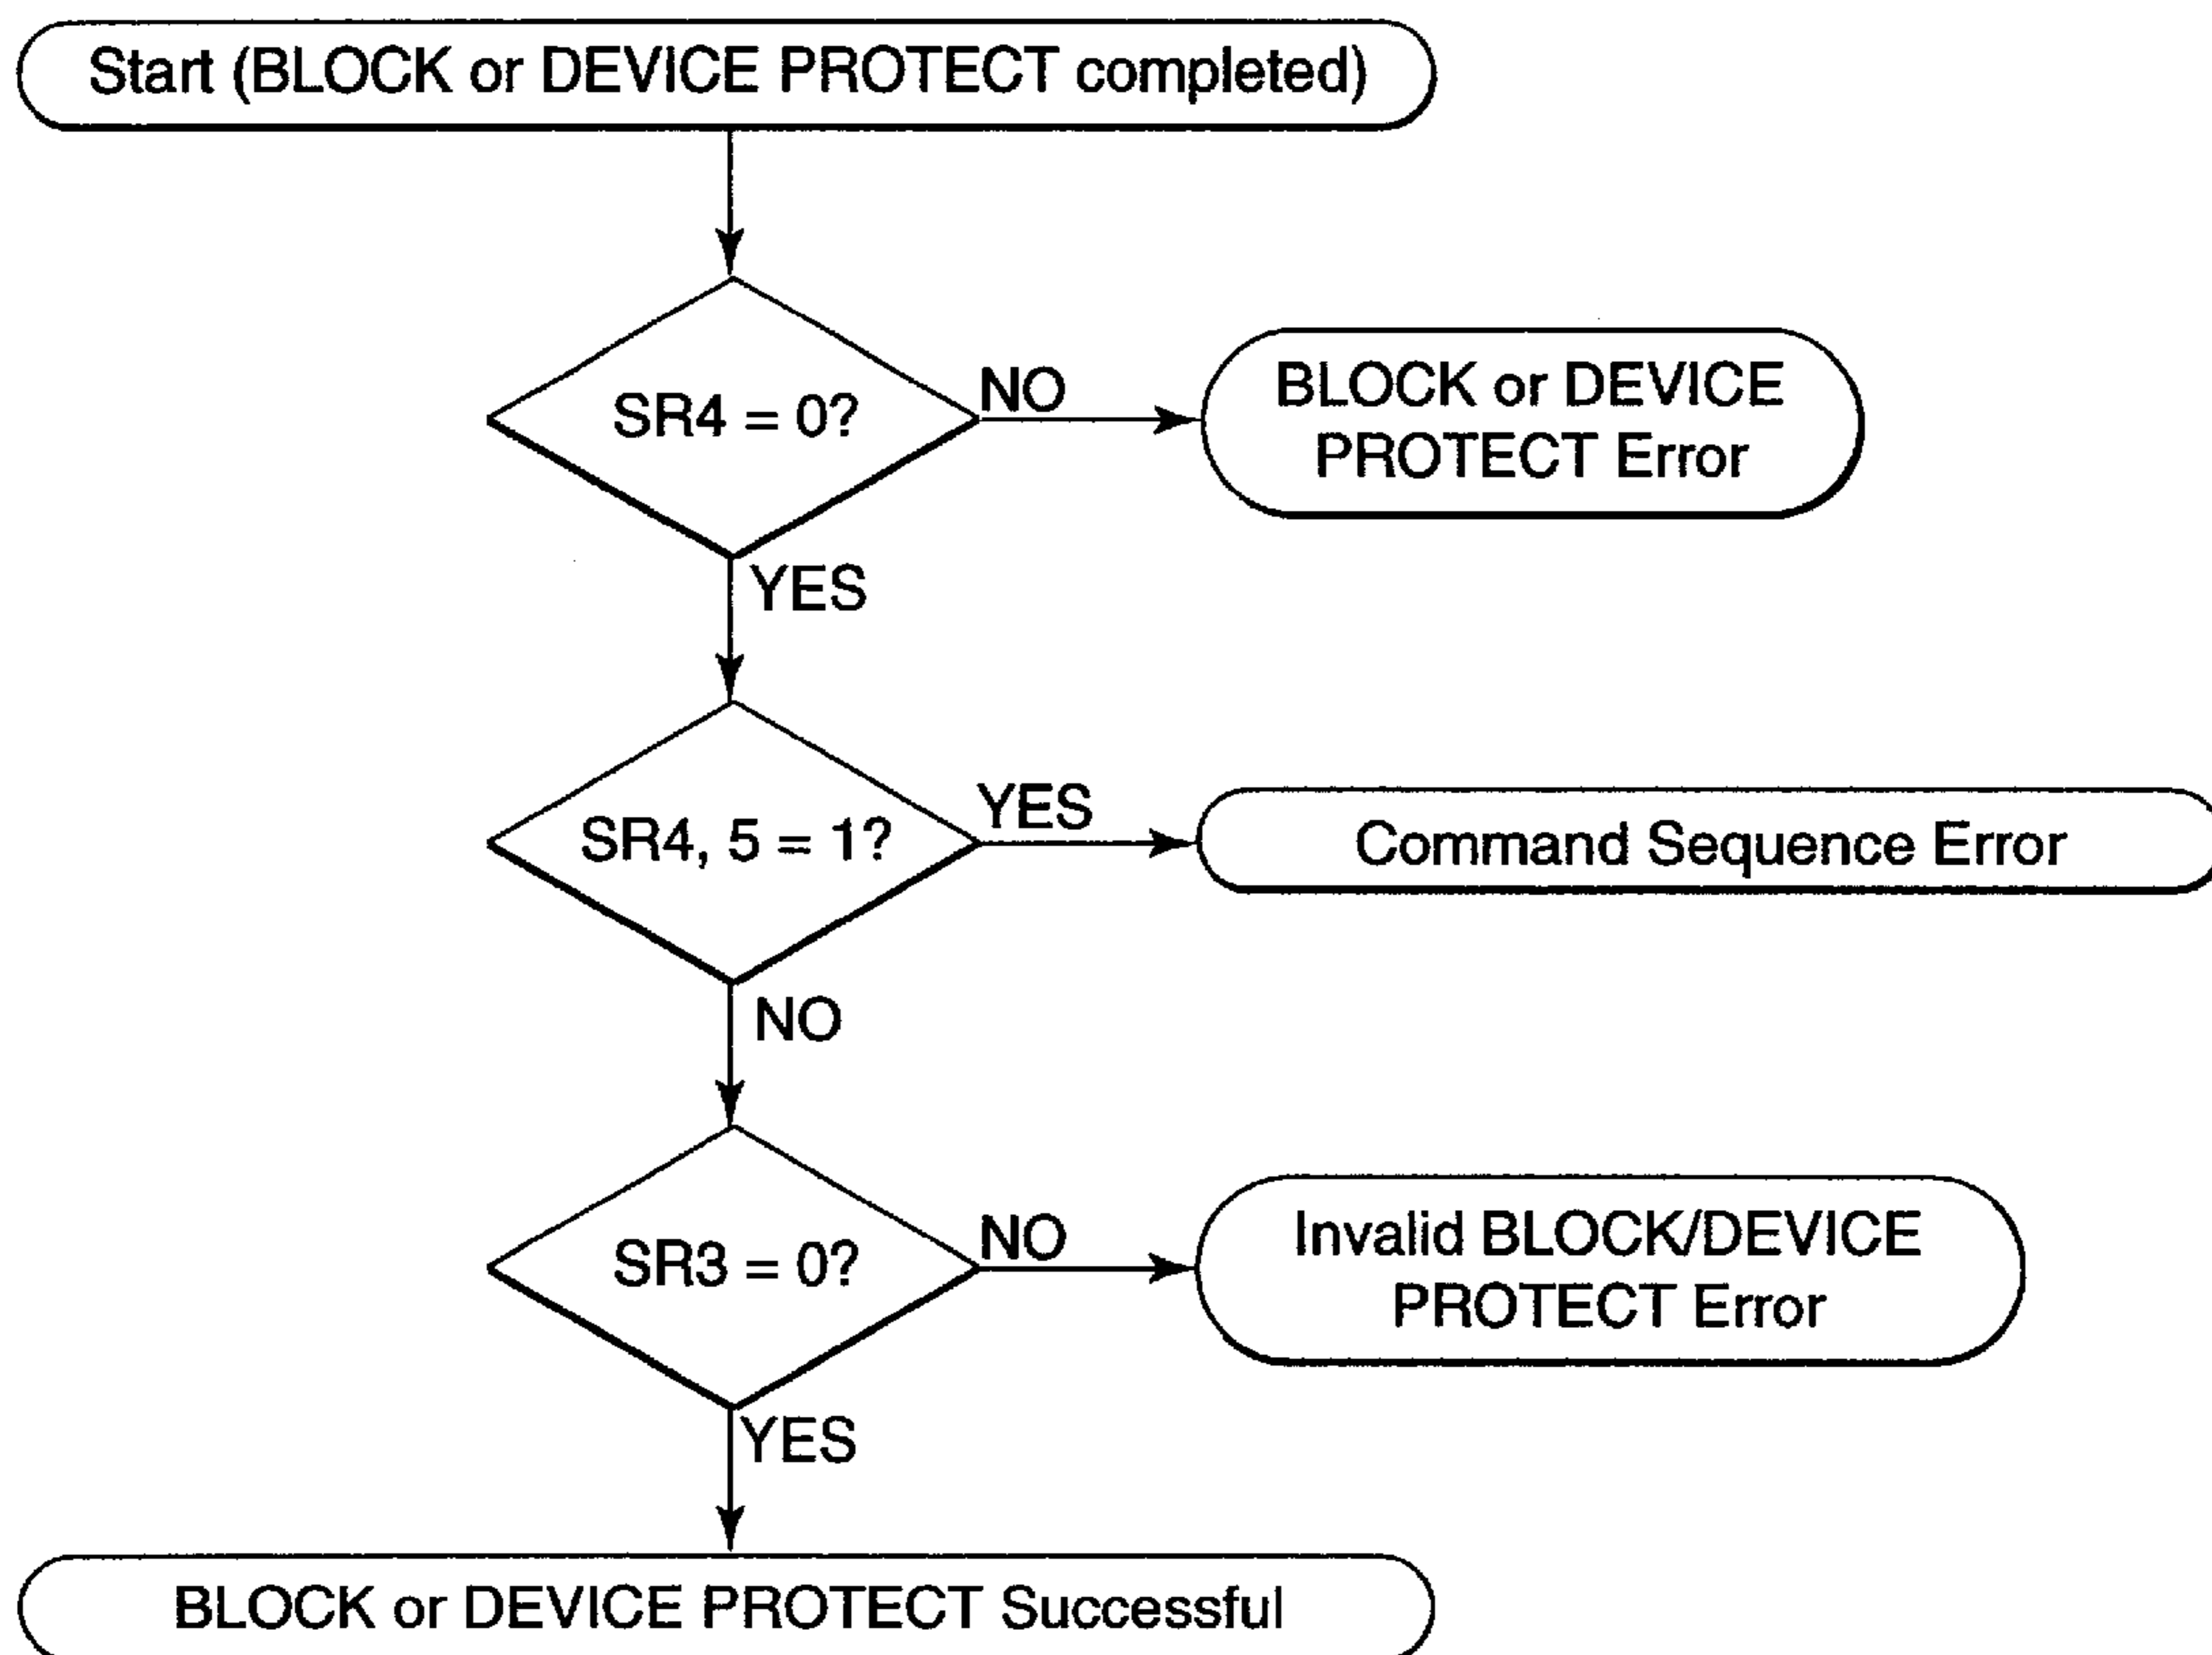 Start (BLOCK or DEVICE PROTECT completed)
SR4 = 0?
NO
BLOCK or DEVICE
PROTECT Error
YES
SR4, 5 = 1?
YES
Command Sequence Error
NO
SR3 = 0?
NO
Invalid BLOCK/DEVICE
PROTECT Error
YES
BLOCK or DEVICE PROTECT Successful